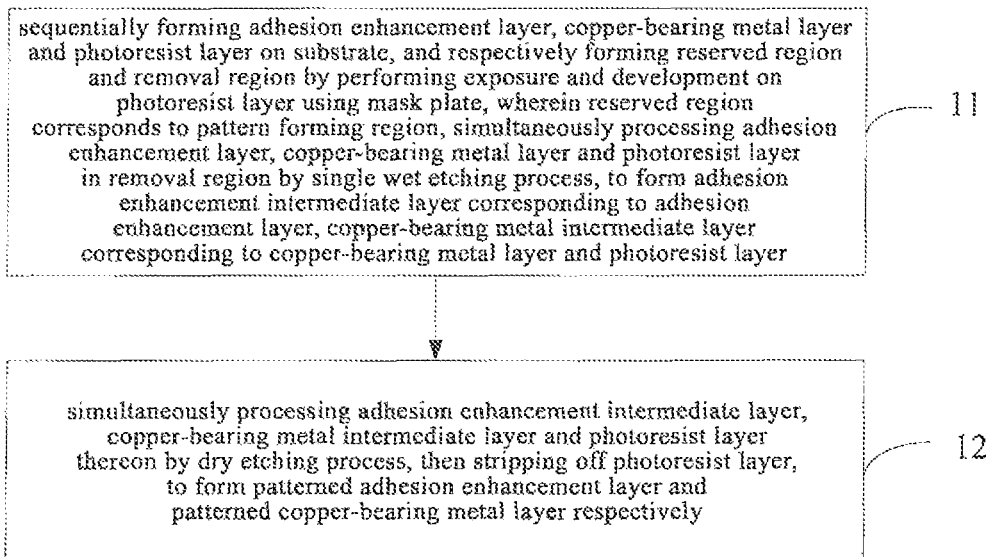 sequentially forming adhesion enhancement layer, copper-bearing metal layer
and photoresist layer on substrate, and respectively forming reserved region
and removal region by performing exposure and development on
photoresist layer using mask plate, wherein reserved region
corresponds to pattern forming region, simultaneously processing adhesion
enhancement layer, copper-bearing metal layer and photoresist layer
in removal region by single wet etching process, to form adhesion
enhancement intermediate layer corresponding to adhesion
enhancement layer, copper-bearing metal intermediate layer
corresponding to copper-bearing metal layer and photoresist layer
11
simultaneously processing adhesion enhancement intermediate layer,
copper-bearing metal intermediate layer and photoresist layer
thereon by dry etching process, then stripping off photoresist layer,
to form patterned adhesion enhancement layer and
patterned copper-bearing metal layer respectively
12